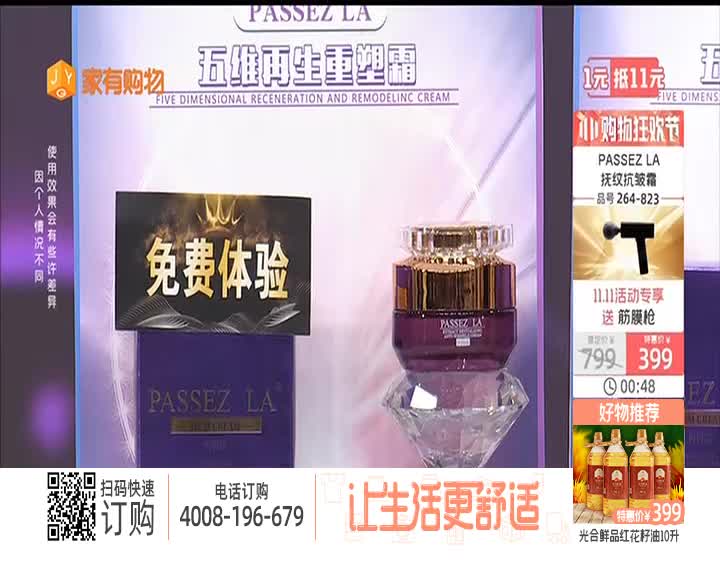 PASSEZ LA
五维再生重塑霜
FIVE DIMENSIONAL RECENERATION AND REMODELINC CREAM
JYG
家有购物
使用效果会有些许差异
因个人情况不同
免费体验
PASSEZ LA
PASSEZ LA
1元抵11元
五
FIVE DIMEN
11.11购物狂欢节
PASSEZ LA
抚纹抗皱霜
品号 264-823
11.11活动专享
送 筋膜枪
799
特惠价¥
399
00:48
EZ L
好物推荐
特惠价¥399
光合鲜品红花籽油10升
扫码快速
订购
电话订购
4008-196-679
让生活更舒适